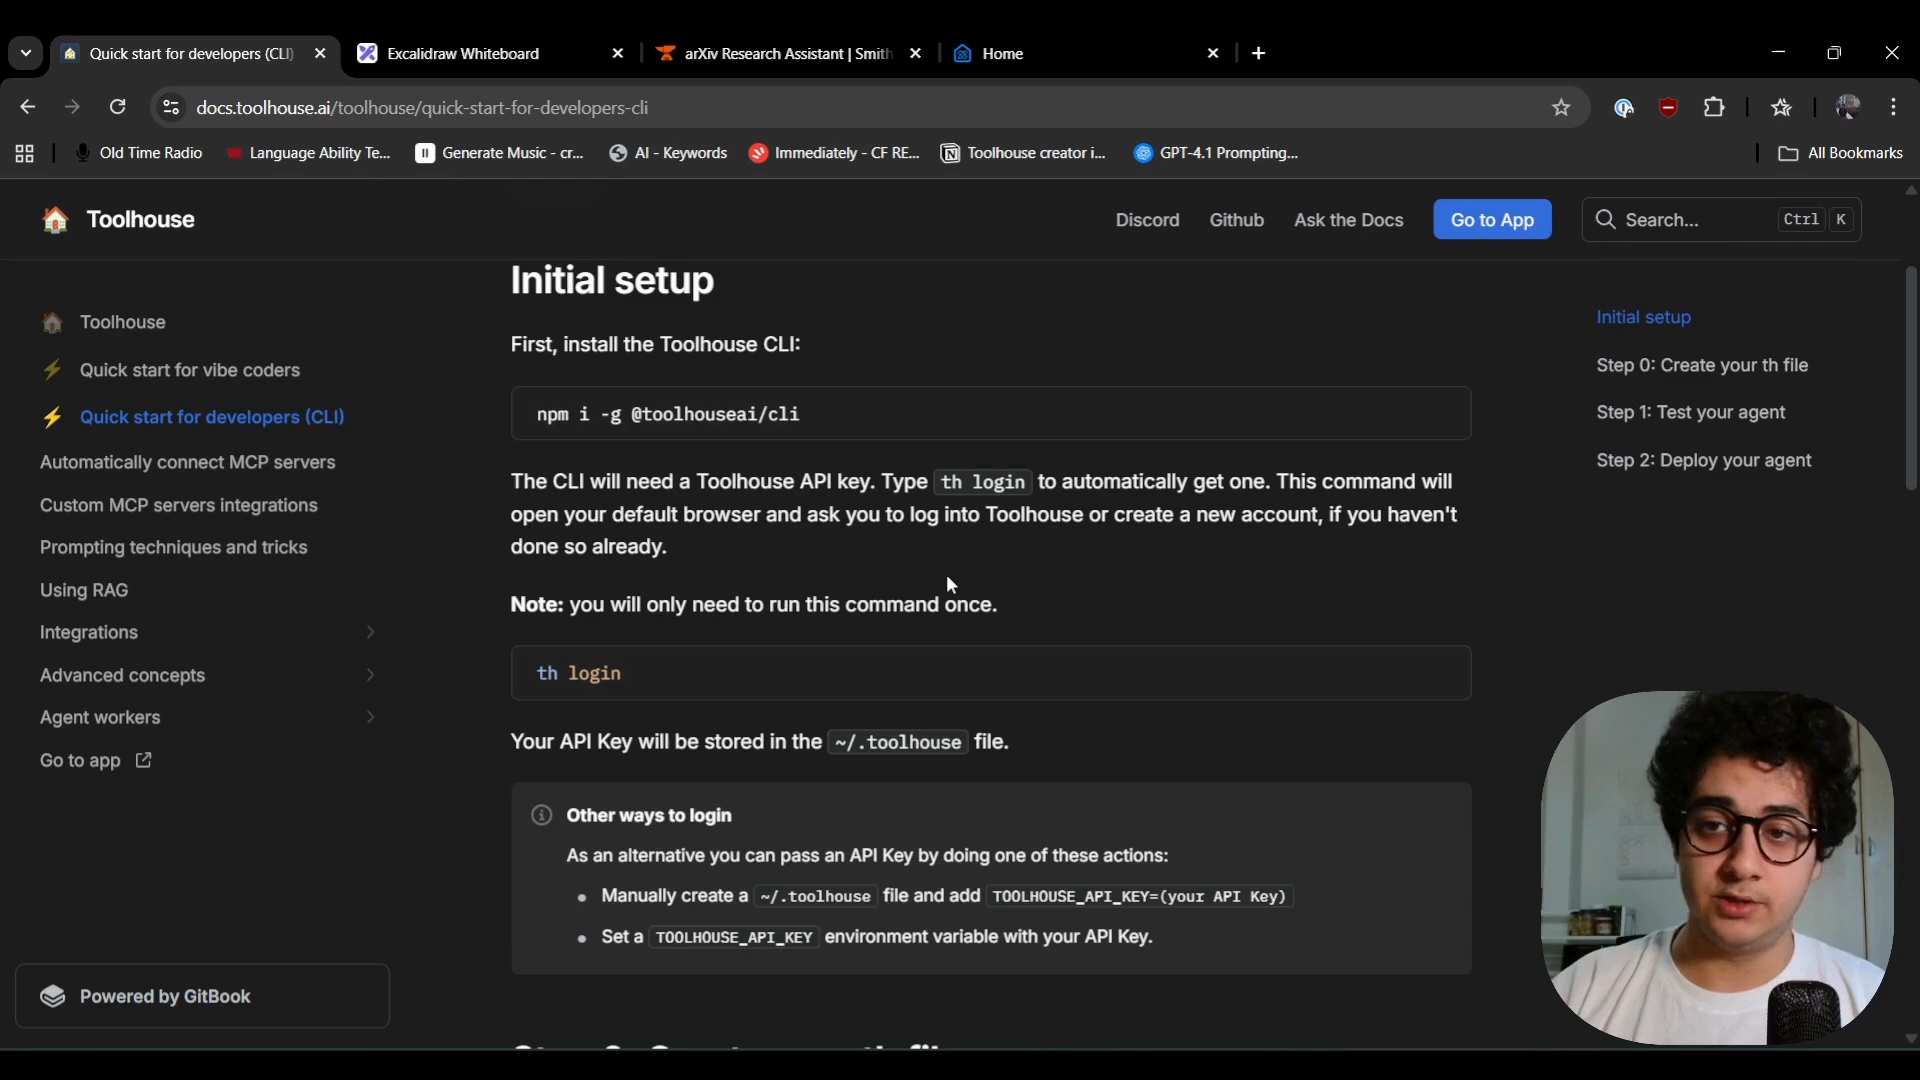 Quick start for developers (CLI)
Excalidraw Whiteboard
arXiv Research Assistant | Smith
Home
docs.toolhouse.ai/toolhouse/quick-start-for-developers-cli
Old Time Radio
Language Ability Te...
Generate Music - cr...
AI - Keywords
Immediately - CF RE...
Toolhouse creator i...
GPT-4.1 Prompting...
All Bookmarks
Toolhouse
Discord
Github
Ask the Docs
Go to App
Search...
Ctrl K
Toolhouse
Quick start for vibe coders
Quick start for developers (CLI)
Automatically connect MCP servers
Custom MCP servers integrations
Prompting techniques and tricks
Using RAG
Integrations
Advanced concepts
Agent workers
Go to app
Powered by GitBook
Initial setup
First, install the Toolhouse CLI:
npm i -g @toolhouseai/cli
The CLI will need a Toolhouse API key. Type th login to automatically get one. This command will
open your default browser and ask you to log into Toolhouse or create a new account, if you haven't
done so already.
Note: you will only need to run this command once.
th login
Your API Key will be stored in the ~/.toolhouse file.
Other ways to login
As an alternative you can pass an API Key by doing one of these actions:
• Manually create a ~/.toolhouse file and add TOOLHOUSE_API_KEY=(your API Key)
• Set a TOOLHOUSE_API_KEY environment variable with your API Key.
Initial setup
Step 0: Create your th file
Step 1: Test your agent
Step 2: Deploy your agent